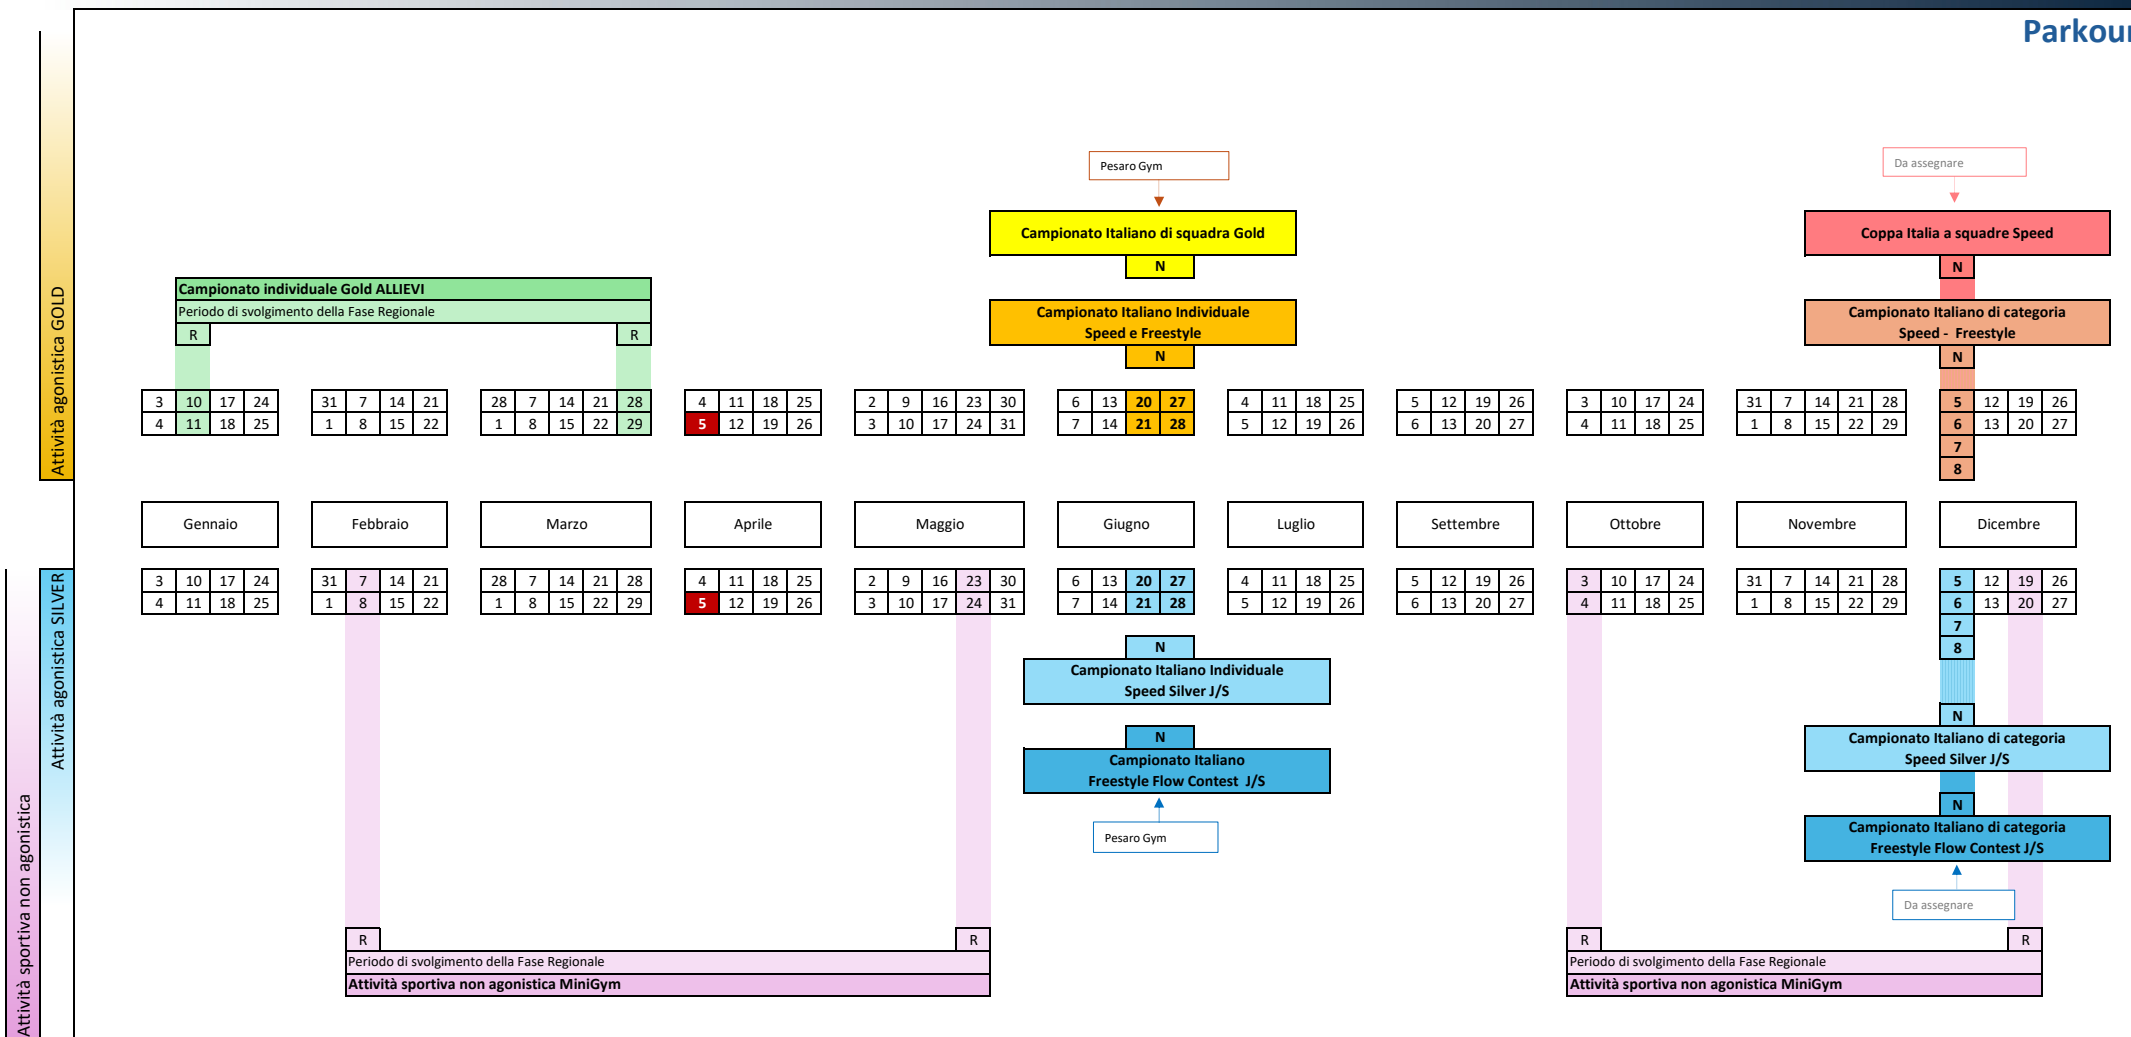 Parkour
Attività agonistica GOLD
Pesaro Gym
Da assegnare
Campionato Italiano di squadra Gold
N
Coppa Italia a squadre Speed
N
Campionato individuale Gold ALLIEVI
Periodo di svolgimento della Fase Regionale
R R
Campionato Italiano Individuale
Speed e Freestyle
N
Campionato Italiano di categoria
Speed - Freestyle
N
3 10 17 24 31 7 14 21 28 7 14 21 28 4 11 18 25 2 9 16 23 30 6 13 20 27 4 11 18 25 5 12 19 26 3 10 17 24 31 7 14 21 28 5 12 19 26
4 11 18 25 1 8 15 22 1 8 15 22 29 5 12 19 26 3 10 17 24 31 7 14 21 28 5 12 19 26 6 13 20 27 4 11 18 25 1 8 15 22 29 6 13 20 27
7
8
Gennaio Febbraio Marzo Aprile Maggio Giugno Luglio Settembre Ottobre Novembre Dicembre
Attività agonistica SILVER
Attività sportiva non agonistica
3 10 17 24 31 7 14 21 28 7 14 21 28 4 11 18 25 2 9 16 23 30 6 13 20 27 4 11 18 25 5 12 19 26 3 10 17 24 31 7 14 21 28 5 12 19 26
4 11 18 25 1 8 15 22 1 8 15 22 29 5 12 19 26 3 10 17 24 31 7 14 21 28 5 12 19 26 6 13 20 27 4 11 18 25 1 8 15 22 29 6 13 20 27
7
8
N
Campionato Italiano Individuale
Speed Silver J/S
N
Campionato Italiano
Freestyle Flow Contest J/S
Pesaro Gym
N
Campionato Italiano di categoria
Speed Silver J/S
N
Campionato Italiano di categoria
Freestyle Flow Contest J/S
Da assegnare
R R
Periodo di svolgimento della Fase Regionale
Attività sportiva non agonistica MiniGym
R R
Periodo di svolgimento della Fase Regionale
Attività sportiva non agonistica MiniGym